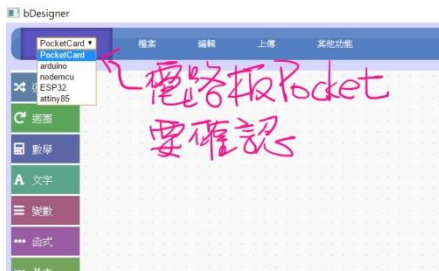 bDesigner
PocketCard
檔案 編輯 上傳 其他功能
PocketCard
arduino
nodemcu
ESP32
attiny85
電路板Pocket
要確認
迴圈
數學
A 文字
變數
函式